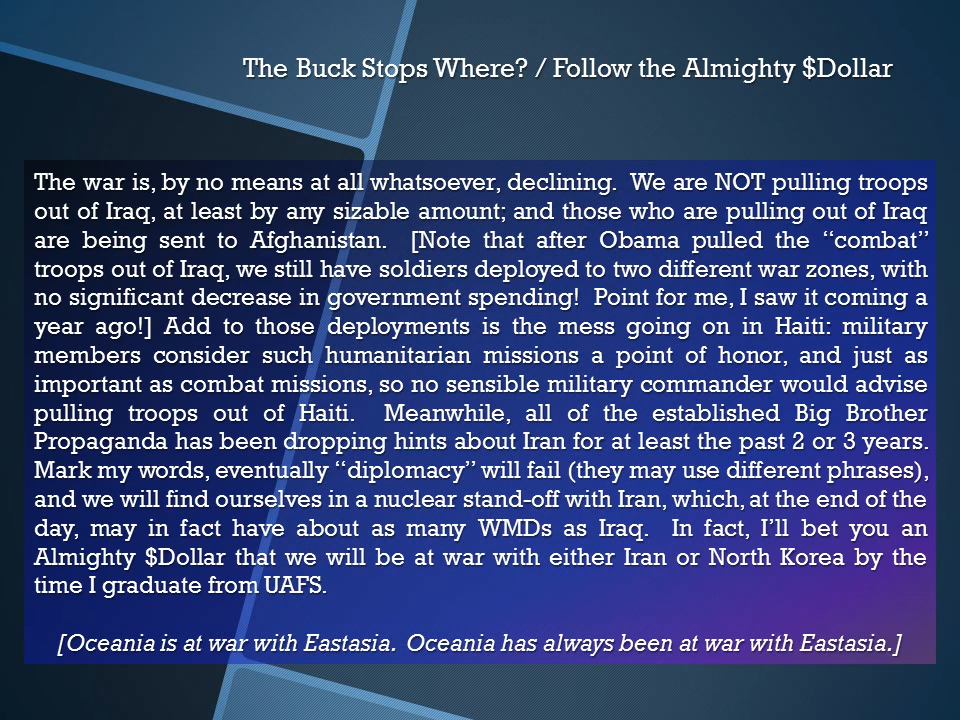 The Buck Stops Where? / Follow the Almighty $Dollar
The war is, by no means at all whatsoever, declining.  We are NOT pulling troops
out of Iraq, at least by any sizable amount; and those who are pulling out of Iraq
are being sent to Afghanistan.  [Note that after Obama pulled the “combat”
troops out of Iraq, we still have soldiers deployed to two different war zones, with
no significant decrease in government spending!  Point for me, I saw it coming a
year ago!] Add to those deployments is the mess going on in Haiti: military
members consider such humanitarian missions a point of honor, and just as
important as combat missions, so no sensible military commander would advise
pulling troops out of Haiti.  Meanwhile, all of the established Big Brother
Propaganda has been dropping hints about Iran for at least the past 2 or 3 years.
Mark my words, eventually “diplomacy” will fail (they may use different phrases),
and we will find ourselves in a nuclear stand-off with Iran, which, at the end of the
day, may in fact have about as many WMDs as Iraq.  In fact, I’ll bet you an
Almighty $Dollar that we will be at war with either Iran or North Korea by the
time I graduate from UAFS.
[Oceania is at war with Eastasia.  Oceania has always been at war with Eastasia.]